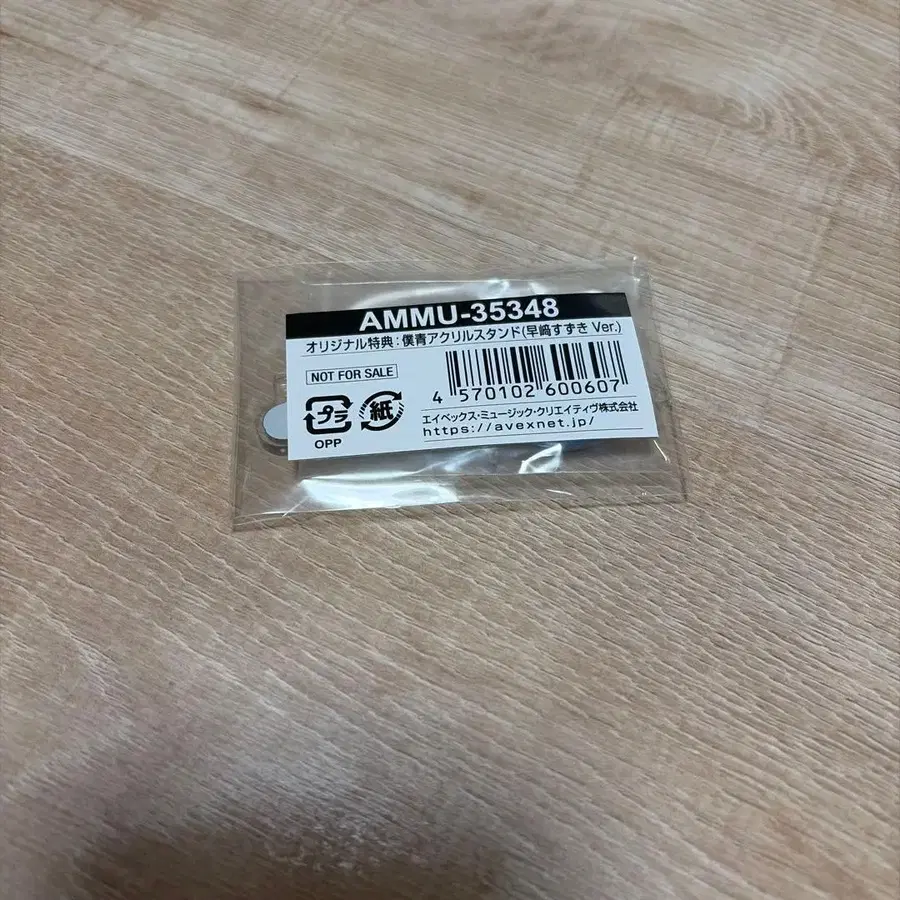 AMMU-35348
オリジナル特典：僕青アクリルスタンド(早﨑すずき Ver.)
NOT FOR SALE
4 570102 600607
プラ 紙
OPP
エイベックス・ミュージック・クリエイティヴ株式会社
https://avexnet.jp/